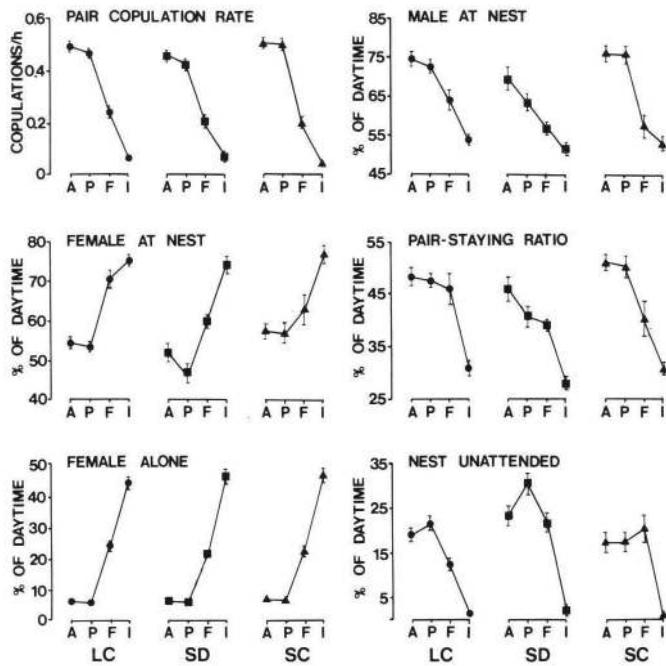 PAIR COPULATION RATE
COPULATIONS/h
0.6
0.4
0.2
0
A P F I A P F I A P F I
MALE AT NEST
% OF DAYTIME
75
65
55
45
A P F I A P F I A P F I
FEMALE AT NEST
% OF DAYTIME
80
70
60
50
40
A P F I A P F I A P F I
PAIR-STAYING RATIO
% OF DAYTIME
55
45
35
25
A P F I A P F I A P F I
FEMALE ALONE
% OF DAYTIME
50
40
20
10
0
A P F I A P F I A P F I
LC SD SC
NEST UNATTENDED
% OF DAYTIME
35
25
15
5
A P F I A P F I A P F I
LC SD SC